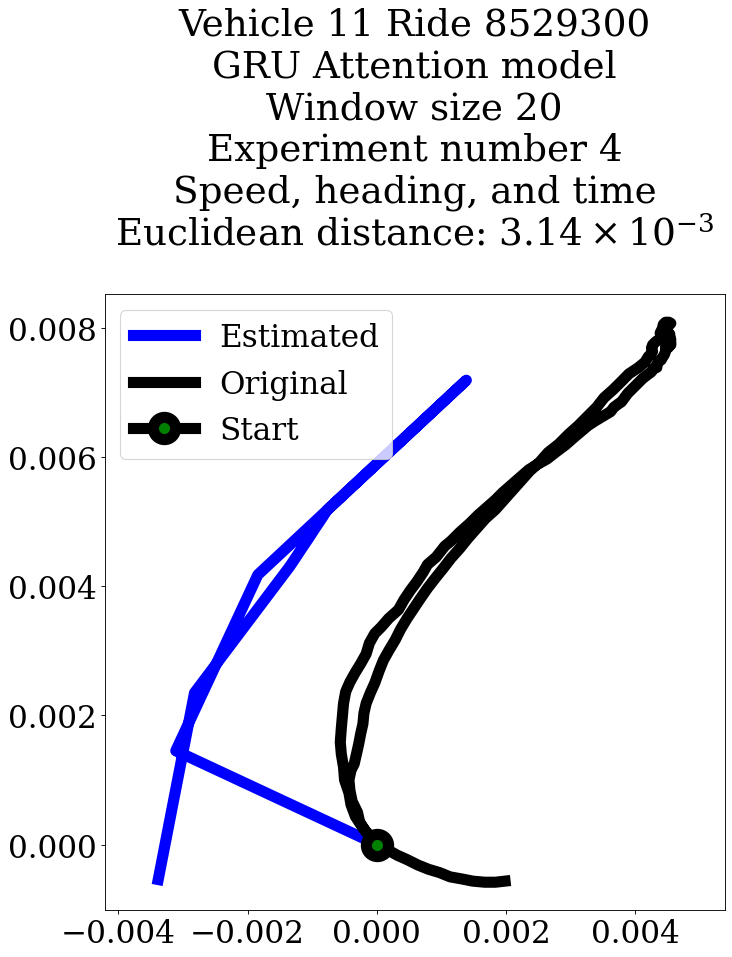 Vehicle 11 Ride 8529300
GRU Attention model
Window size 20
Experiment number 4
Speed, heading, and time
Euclidean distance: 3.14 × 10⁻³
Estimated
Original
Start
0.008
0.006
0.004
0.002
0.000
−0.004 −0.002 0.000 0.002 0.004